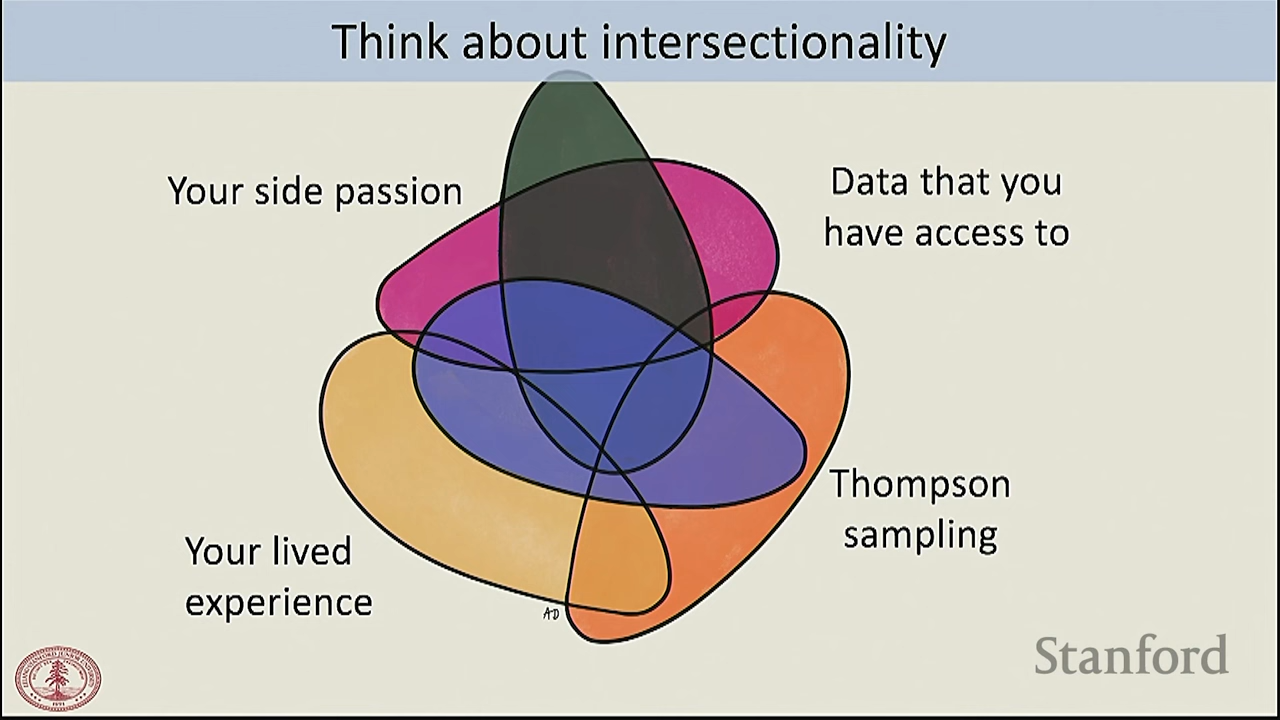 Think about intersectionality
Your side passion
Data that you
have access to
Thompson
sampling
Your lived
experience
AD
Stanford